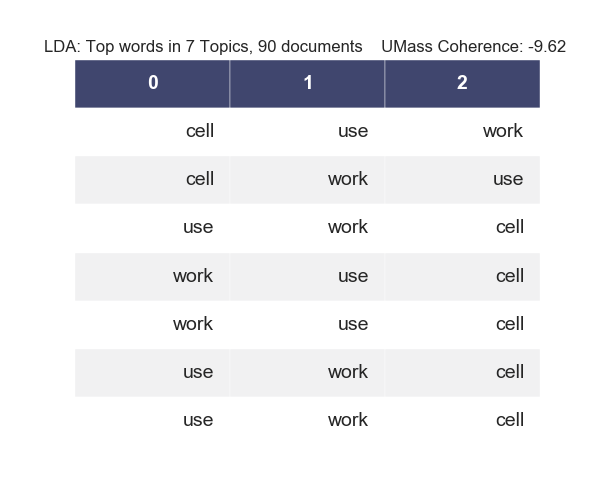 LDA: Top words in 7 Topics, 90 documents    UMass Coherence: -9.62
0 1 2
cell use work
cell work use
use work cell
work use cell
work use cell
use work cell
use work cell